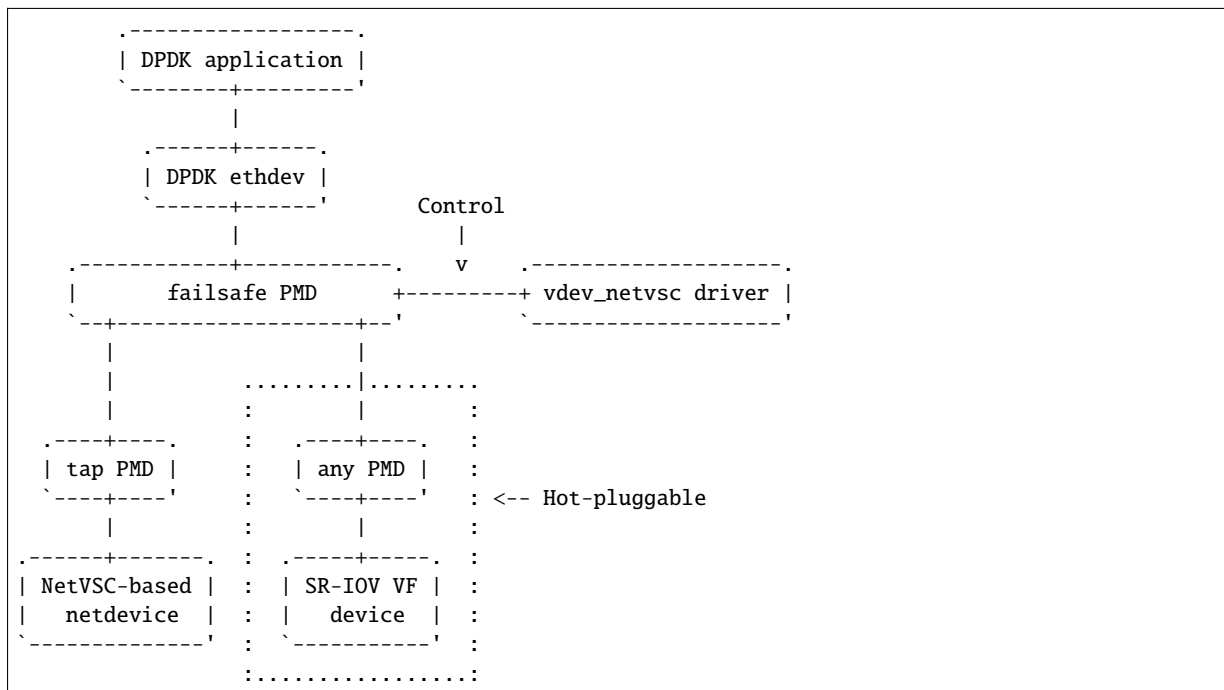 .------------------.
| DPDK application |
`--------+---------'
|
.------+------.
| DPDK ethdev |
`------+------'       Control
|                 |
.------------+------------.    v    .--------------------.
|       failsafe PMD      +---------+ vdev_netvsc driver |
`--+-------------------+--'         `--------------------'
|                   |
|          .........|.........
|          :        |        :
.----+----.     :   .----+----.   :
| tap PMD |     :   | any PMD |   :
`----+----'     :   `----+----'   : <-- Hot-pluggable
|          :        |        :
.------+-------.  :  .-----+-----.  :
| NetVSC-based |  :  | SR-IOV VF |  :
|   netdevice  |  :  |   device  |  :
`--------------'  :  `-----------'  :
:.................: